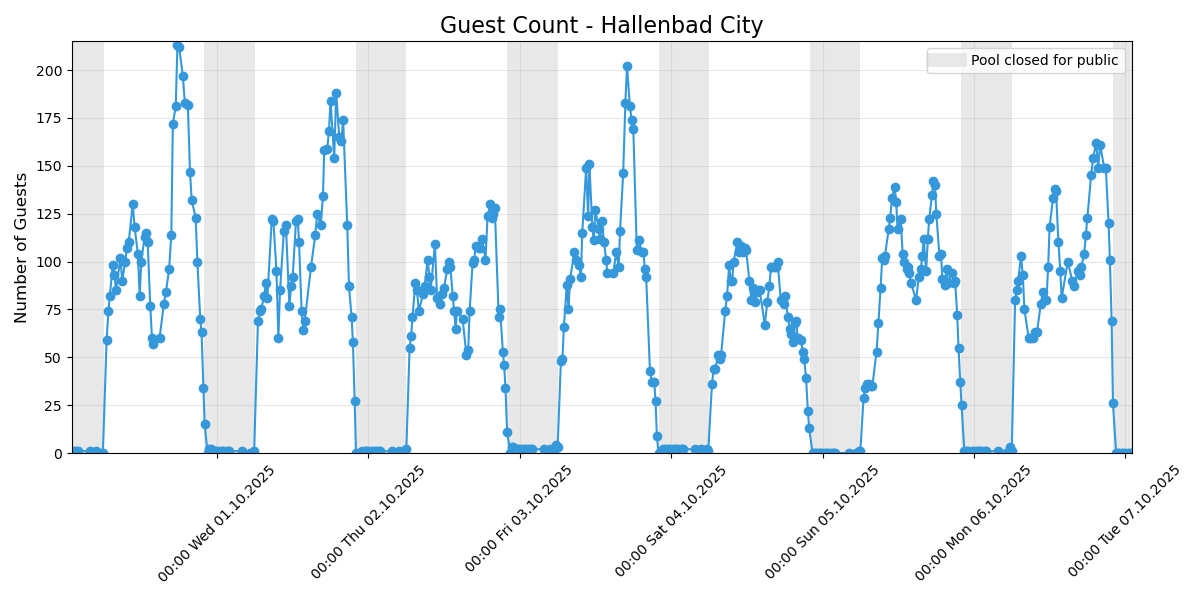 Guest Count - Hallenbad City
Pool closed for public
Number of Guests
200
175
150
125
100
75
50
25
0
00:00 Wed 01.10.2025
00:00 Thu 02.10.2025
00:00 Fri 03.10.2025
00:00 Sat 04.10.2025
00:00 Sun 05.10.2025
00:00 Mon 06.10.2025
00:00 Tue 07.10.2025